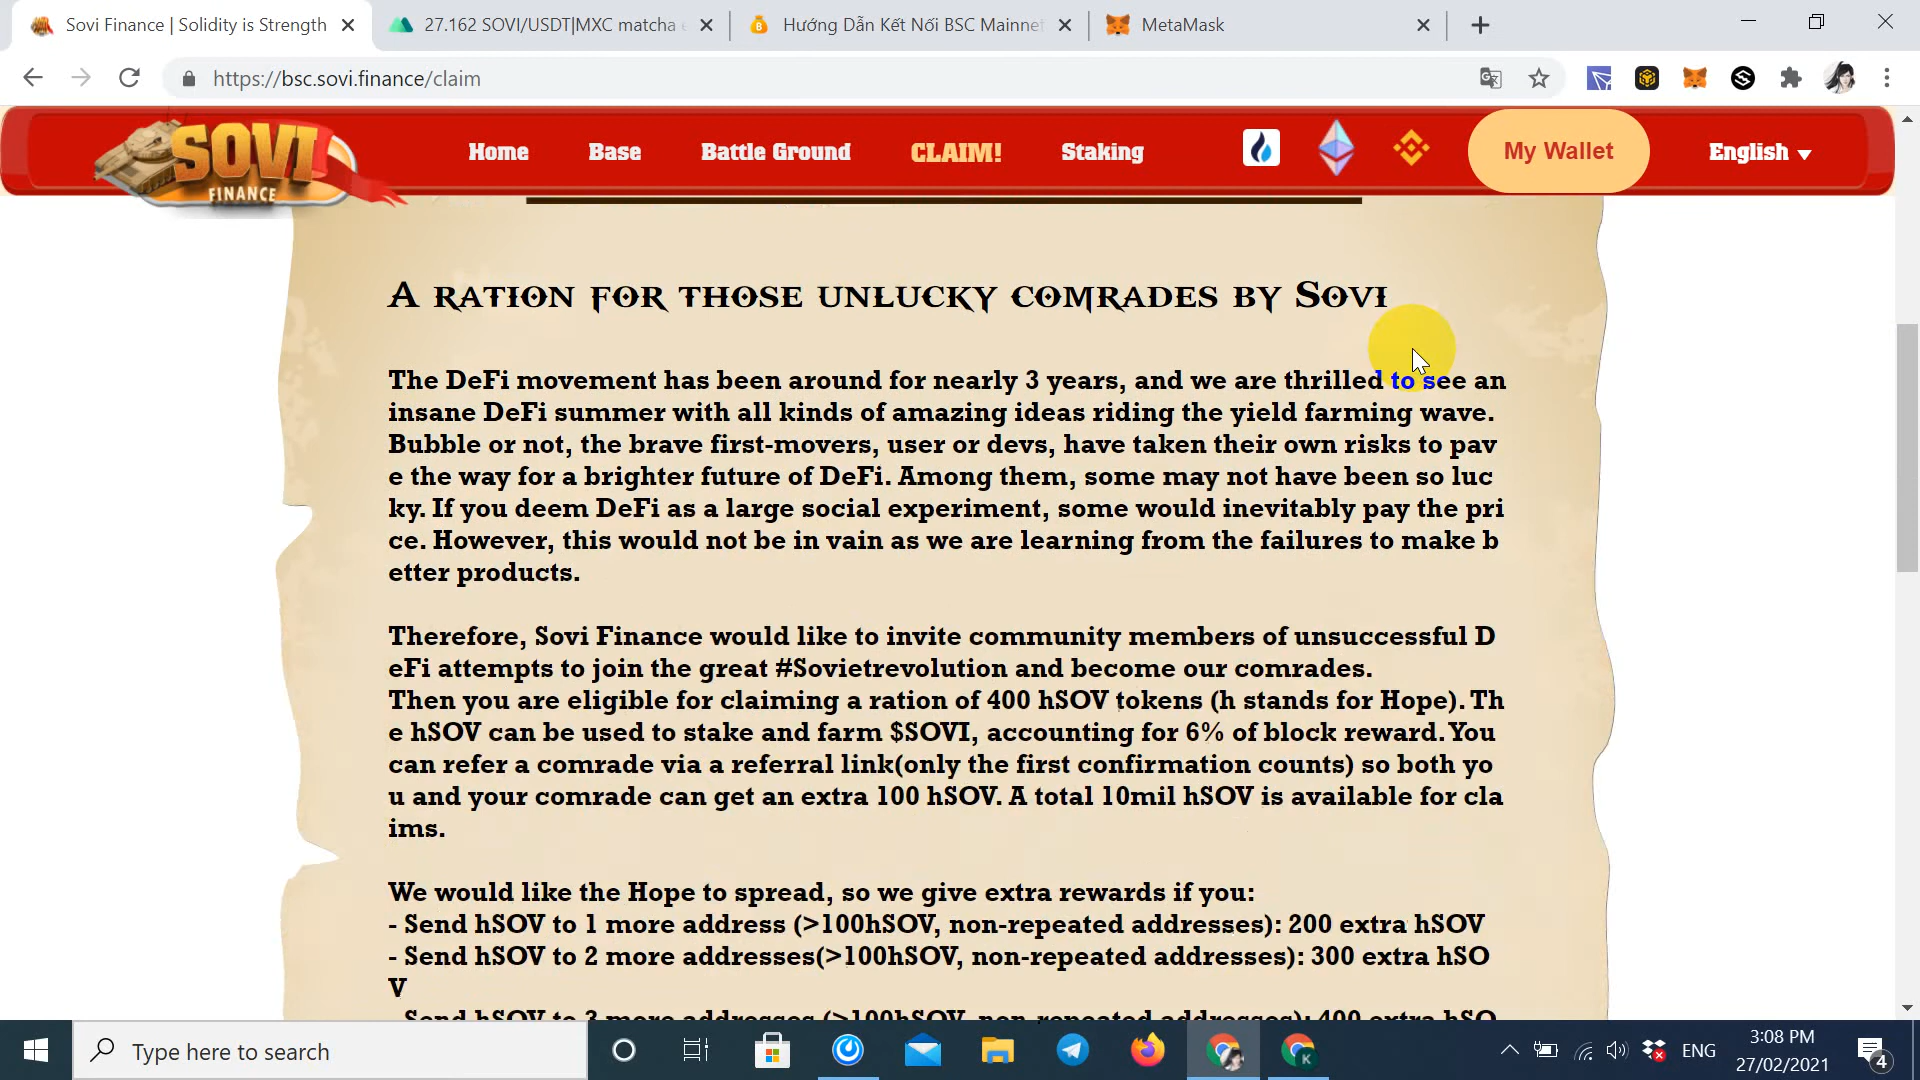 Sovi Finance | Solidity is Strength
27.162 SOVI/USDT|MXC matcha e
Hướng Dẫn Kết Nối BSC Mainnet
MetaMask
https://bsc.sovi.finance/claim
SOVI
FINANCE
Home
Base
Battle Ground
CLAIM!
Staking
My Wallet
English
A ration for those unlucky comrades by Sovi
The DeFi movement has been around for nearly 3 years, and we are thrilled to see an
insane DeFi summer with all kinds of amazing ideas riding the yield farming wave.
Bubble or not, the brave first-movers, user or devs, have taken their own risks to pav
e the way for a brighter future of DeFi. Among them, some may not have been so luc
ky. If you deem DeFi as a large social experiment, some would inevitably pay the pri
ce. However, this would not be in vain as we are learning from the failures to make b
etter products.
Therefore, Sovi Finance would like to invite community members of unsuccessful D
eFi attempts to join the great #Sovietrevolution and become our comrades.
Then you are eligible for claiming a ration of 400 hSOV tokens (h stands for Hope). Th
e hSOV can be used to stake and farm $SOVI, accounting for 6% of block reward. You
can refer a comrade via a referral link(only the first confirmation counts) so both yo
u and your comrade can get an extra 100 hSOV. A total 10mil hSOV is available for cla
ims.
We would like the Hope to spread, so we give extra rewards if you:
- Send hSOV to 1 more address (>100hSOV, non-repeated addresses): 200 extra hSOV
- Send hSOV to 2 more addresses(>100hSOV, non-repeated addresses): 300 extra hSO
V
- Send hSOV to 3 more addresses (>100hSOV, non-repeated addresses): 400 extra hSO
Type here to search
K
ENG
3:08 PM
27/02/2021
4